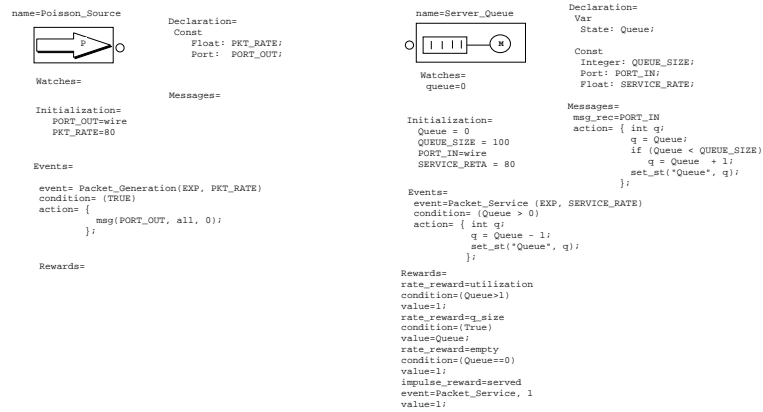 name=Poisson_Source
P
Declaration=
Const
Float: PKT_RATE;
Port: PORT_OUT;
Watches=
Messages=
Initialization=
PORT_OUT=wire
PKT_RATE=80
Events=
event= Packet_Generation(EXP, PKT_RATE)
condition= (TRUE)
action= {
msg(PORT_OUT, all, 0);
};
Rewards=
name=Server_Queue
M
Declaration=
Var
State: Queue;
Const
Integer: QUEUE_SIZE;
Port: PORT_IN;
Float: SERVICE_RATE;
Watches=
queue=0
Messages=
msg_rec=PORT_IN
action= { int q;
q = Queue;
if (Queue < QUEUE_SIZE)
q = Queue + 1;
set_st("Queue", q);
};
Initialization=
Queue = 0
QUEUE_SIZE = 100
PORT_IN=wire
SERVICE_RETA = 80
Events=
event=Packet_Service (EXP, SERVICE_RATE)
condition= (Queue > 0)
action= { int q;
q = Queue - 1;
set_st("Queue", q);
};
Rewards=
rate_reward=utilization
condition=(Queue>1)
value=1;
rate_reward=q_size
condition=(True)
value=Queue;
rate_reward=empty
condition=(Queue==0)
value=1;
impulse_reward=served
event=Packet_Service, 1
value=1;